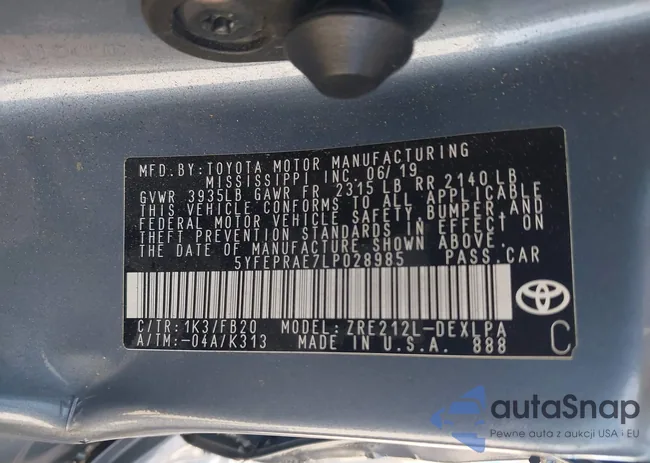 MFD.BY:TOYOTA MOTOR MANUFACTURING
MISSISSIPPI INC. 06/19
GVWR 3935LB GAWR FR 2315 LB RR 2140 LB
THIS VEHICLE CONFORMS TO ALL APPLICABLE
FEDERAL MOTOR VEHICLE SAFETY, BUMPER, AND
THEFT PREVENTION STANDARDS IN EFFECT ON
THE DATE OF MANUFACTURE SHOWN ABOVE.
5YFEPRAE7LP028985 PASS.CAR
C/TR: 1K3/FB20 MODEL: ZRE212L-DEXLPA
A/TM: -04A/K313 MADE IN U.S.A. 888
C
autaSnap
Pewne auta z aukcji USA i EU